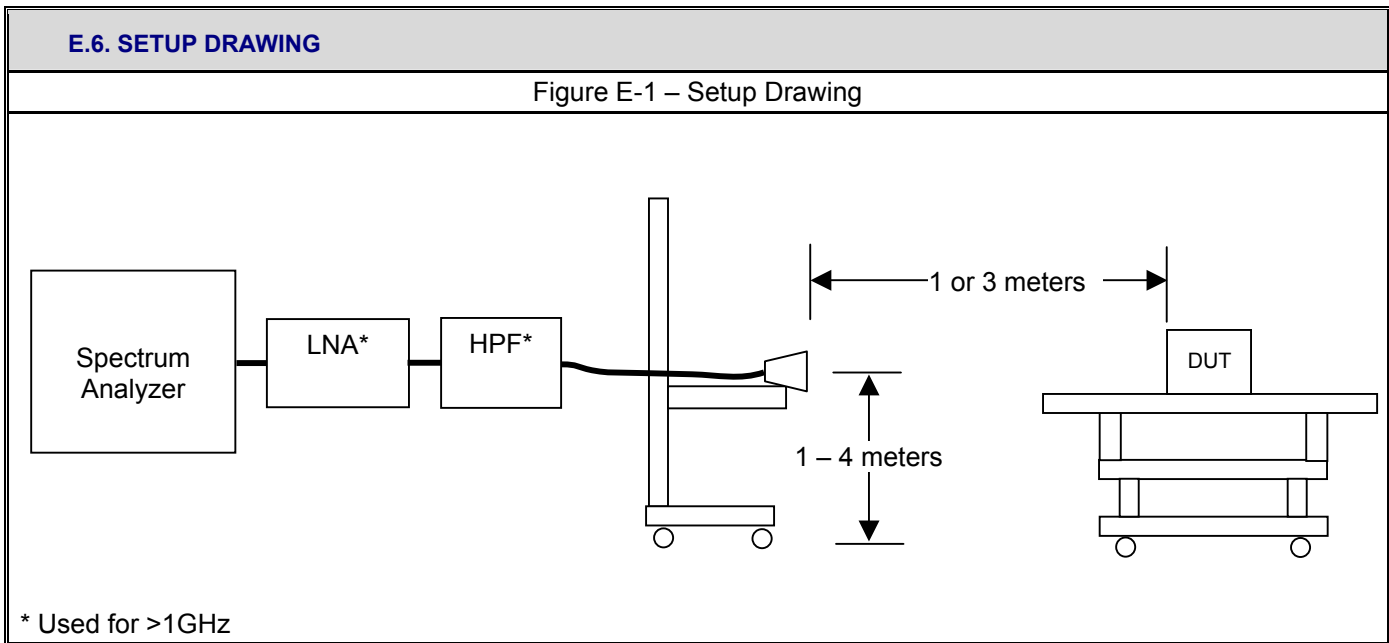 E.6. SETUP DRAWING
Figure E-1 – Setup Drawing
Spectrum
Analyzer
LNA*
HPF*
1 or 3 meters
DUT
1 – 4 meters
* Used for >1GHz